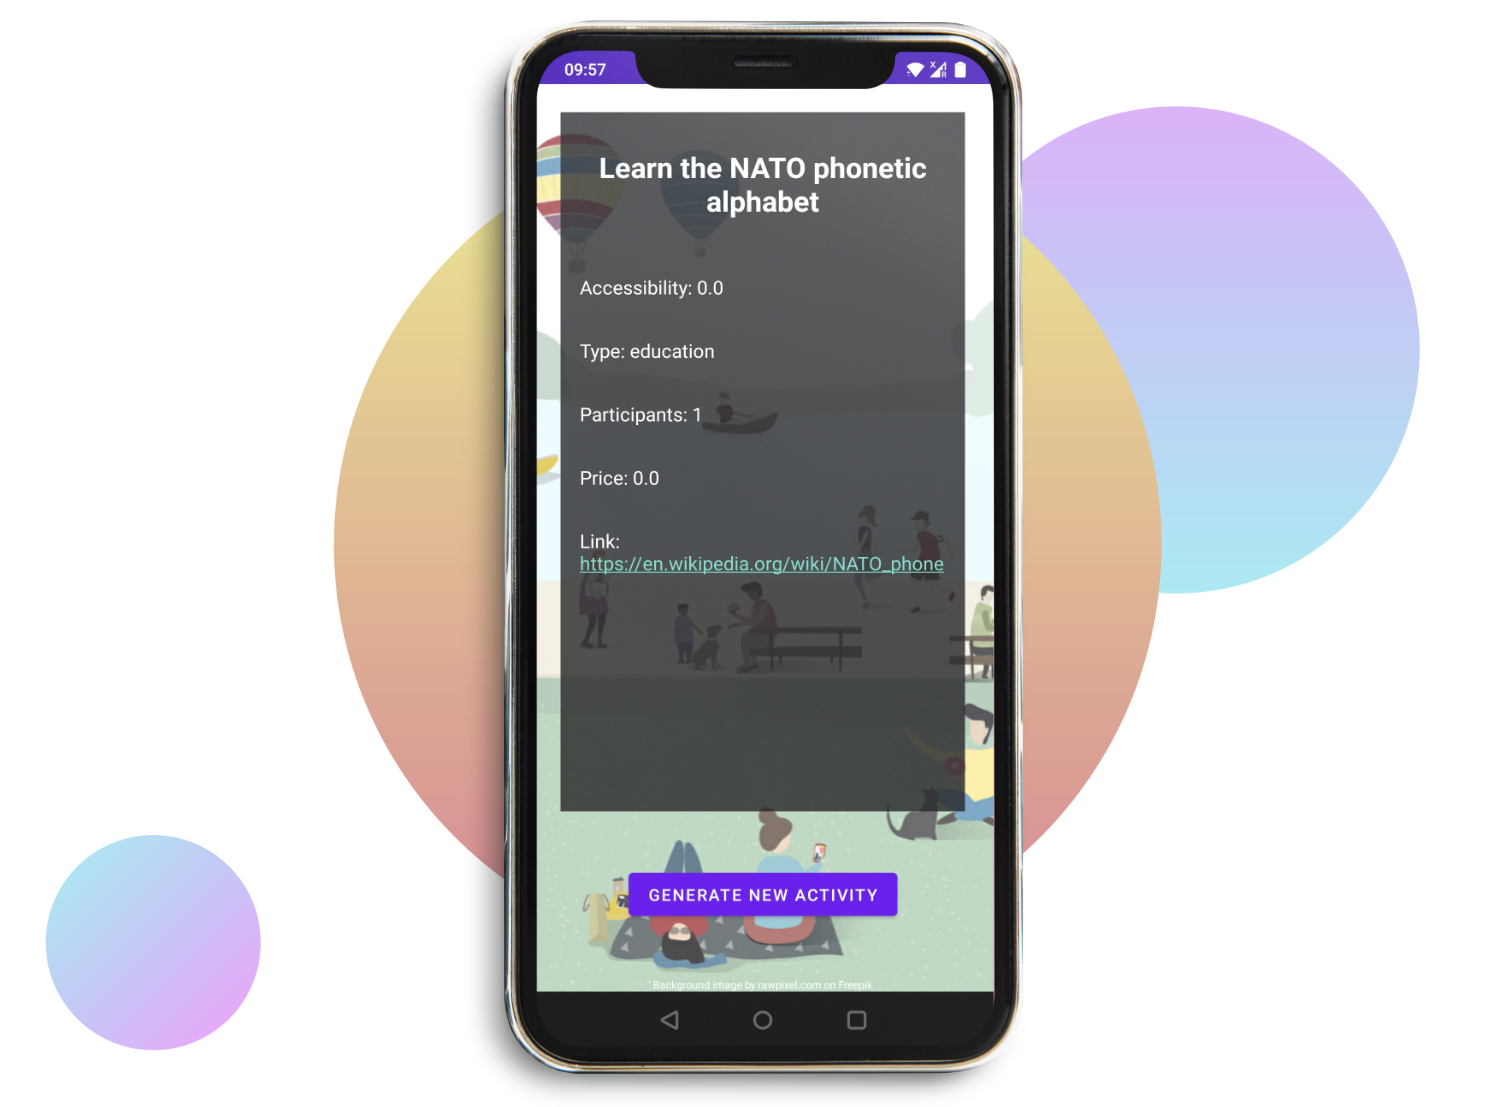 09:57
Learn the NATO phonetic
alphabet
Accessibility: 0.0
Type: education
Participants: 1
Price: 0.0
Link:
https://en.wikipedia.org/wiki/NATO_phone
GENERATE NEW ACTIVITY
Background image by rawpixel.com on Freepik